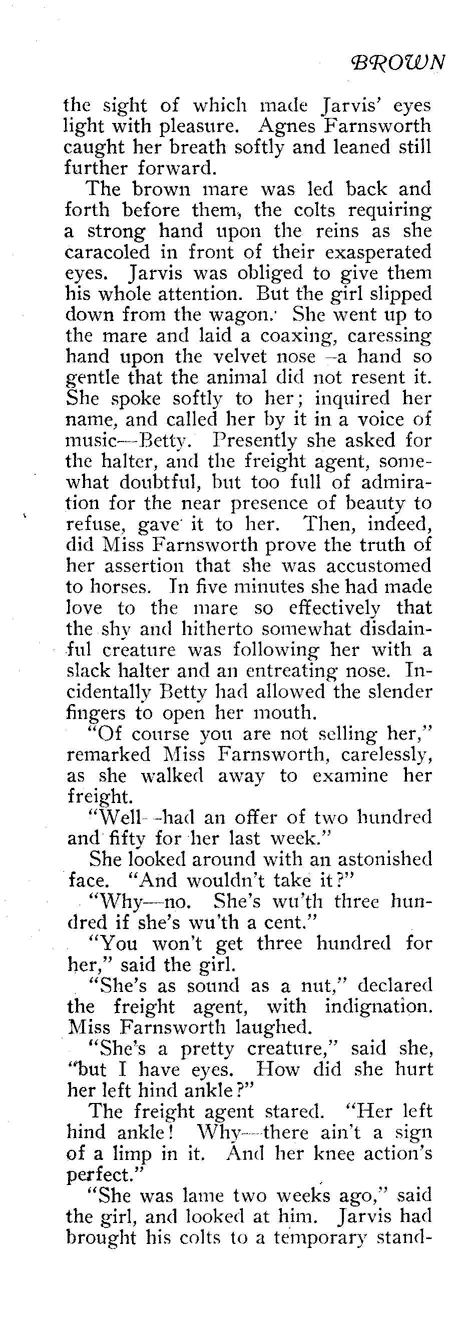 BROWN
the sight of which made Jarvis' eyes
light with pleasure. Agnes Farnsworth
caught her breath softly and leaned still
further forward.
The brown mare was led back and
forth before them, the colts requiring
a strong hand upon the reins as she
caracoled in front of their exasperated
eyes. Jarvis was obliged to give them
his whole attention. But the girl slipped
down from the wagon. She went up to
the mare and laid a coaxing, caressing
hand upon the velvet nose—a hand so
gentle that the animal did not resent it.
She spoke softly to her; inquired her
name, and called her by it in a voice of
music—Betty. Presently she asked for
the halter, and the freight agent, some-
what doubtful, but too full of admira-
tion for the near presence of beauty to
refuse, gave it to her. Then, indeed,
did Miss Farnsworth prove the truth of
her assertion that she was accustomed
to horses. In five minutes she had made
love to the mare so effectively that
the shy and hitherto somewhat disdain-
ful creature was following her with a
slack halter and an entreating nose. In-
cidentally Betty had allowed the slender
fingers to open her mouth.
"Of course you are not selling her,"
remarked Miss Farnsworth, carelessly,
as she walked away to examine her
freight.
"Well—had an offer of two hundred
and fifty for her last week."
She looked around with an astonished
face. "And wouldn't take it?"
"Why—no. She's wu'th three hun-
dred if she's wu'th a cent."
"You won't get three hundred for
her," said the girl.
"She's as sound as a nut," declared
the freight agent, with indignation.
Miss Farnsworth laughed.
"She's a pretty creature," said she,
"but I have eyes. How did she hurt
her left hind ankle?"
The freight agent stared. "Her left
hind ankle! Why—there ain't a sign
of a limp in it. And her knee action's
perfect."
"She was lame two weeks ago," said
the girl, and looked at him. Jarvis had
brought his colts to a temporary stand-